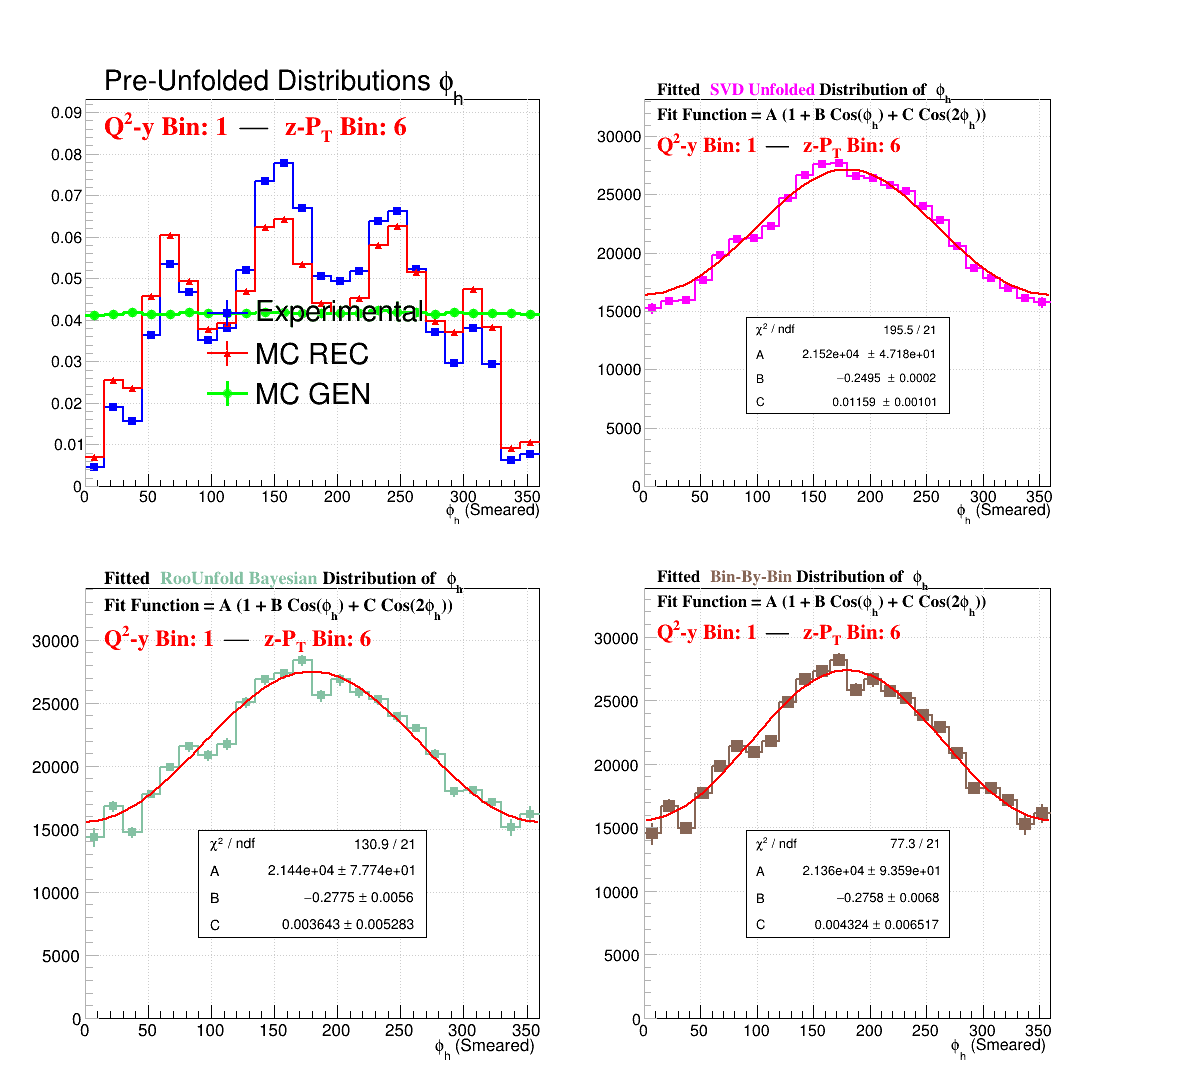 Pre-Unfolded Distributions ϕh
Q2-y Bin: 1 — z-PT Bin: 6
0.09
0.08
0.07
0.06
0.05
0.04
0.03
0.02
0.01
0
Experimental
MC REC
MC GEN
0 50 100 150 200 250 300 350
ϕh (Smeared)
Fitted SVD Unfolded Distribution of ϕh
Fit Function = A (1 + B Cos(ϕh) + C Cos(2ϕh))
Q2-y Bin: 1 — z-PT Bin: 6
30000
25000
20000
15000
10000
5000
0
χ2 / ndf 195.5 / 21
A 2.152e+04 ± 4.718e+01
B −0.2495 ± 0.0002
C 0.01159 ± 0.00101
0 50 100 150 200 250 300 350
ϕh (Smeared)
Fitted RooUnfold Bayesian Distribution of ϕh
Fit Function = A (1 + B Cos(ϕh) + C Cos(2ϕh))
Q2-y Bin: 1 — z-PT Bin: 6
30000
25000
20000
15000
10000
5000
0
χ2 / ndf 130.9 / 21
A 2.144e+04 ± 7.774e+01
B −0.2775 ± 0.0056
C 0.003643 ± 0.005283
0 50 100 150 200 250 300 350
ϕh (Smeared)
Fitted Bin-By-Bin Distribution of ϕh
Fit Function = A (1 + B Cos(ϕh) + C Cos(2ϕh))
Q2-y Bin: 1 — z-PT Bin: 6
30000
25000
20000
15000
10000
5000
0
χ2 / ndf 77.3 / 21
A 2.136e+04 ± 9.359e+01
B −0.2758 ± 0.0068
C 0.004324 ± 0.006517
0 50 100 150 200 250 300 350
ϕh (Smeared)